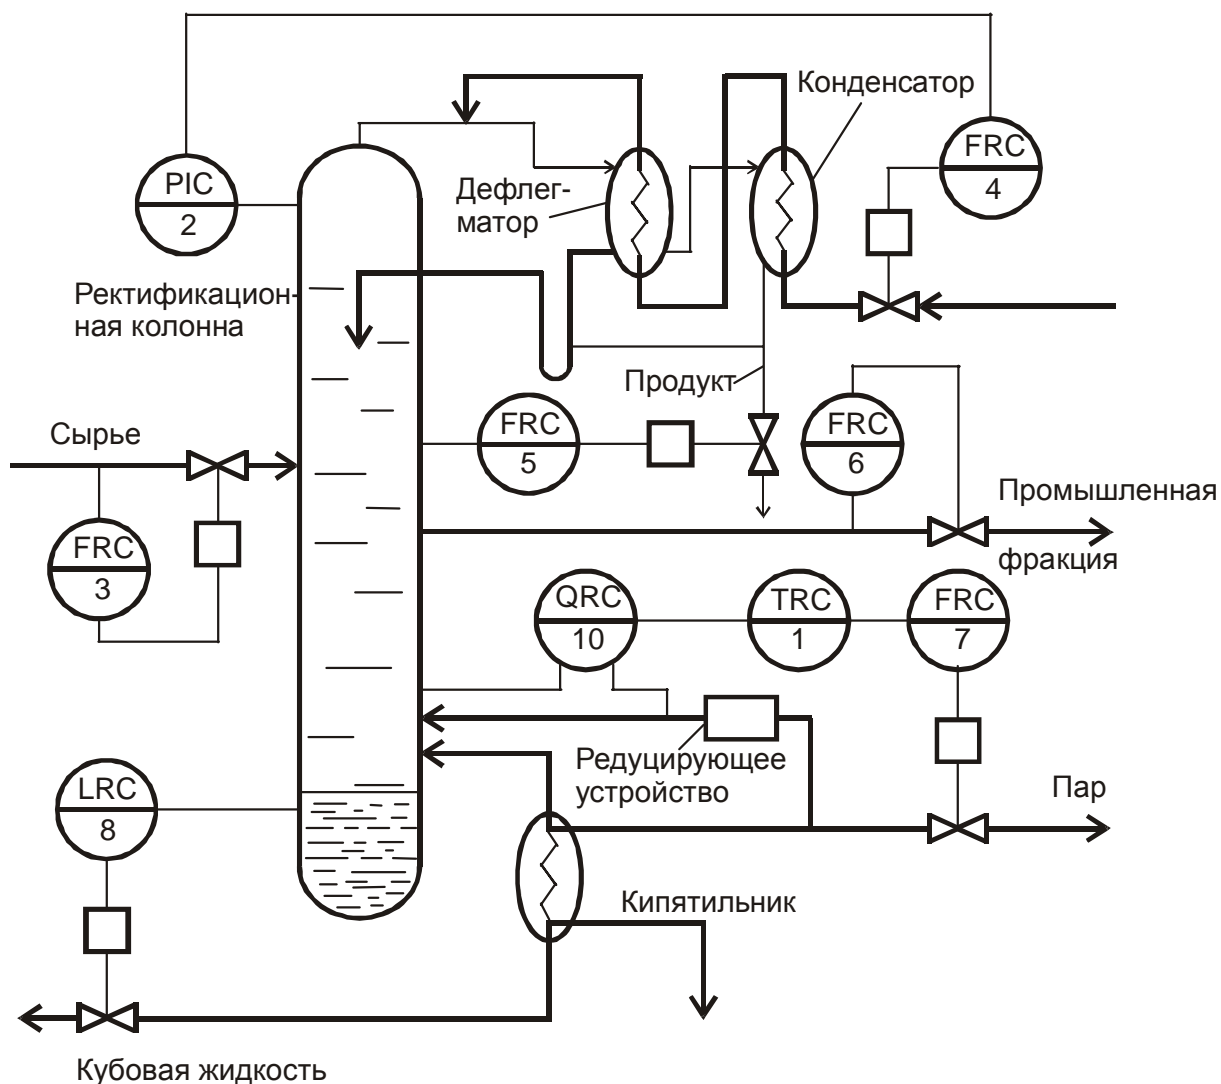 Конденсатор
FRC
4
PIC
2
Дефлег-
матор
Ректификацион-
ная колонна
Продукт
Сырье
FRC
5
FRC
6
Промышленная
фракция
FRC
3
QRC
10
TRC
1
FRC
7
Редуцирующее
устройство
Пар
LRC
8
Кипятильник
Кубовая жидкость